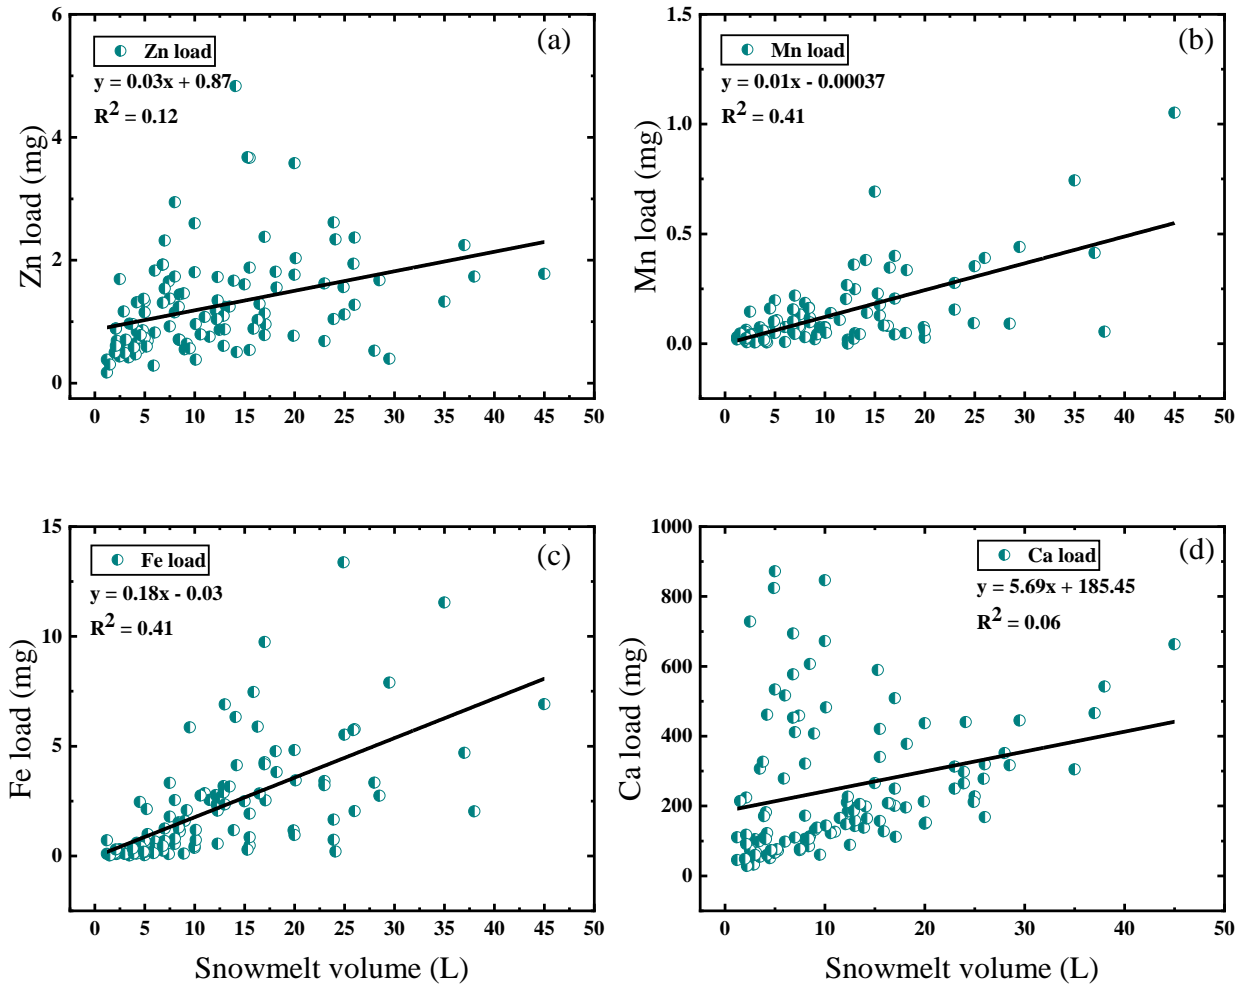 (a)
Zn load
y = 0.03x + 0.87
R² = 0.12
Zn load (mg)
6
4
2
0
0 5 10 15 20 25 30 35 40 45 50
(b)
Mn load
y = 0.01x - 0.00037
R² = 0.41
Mn load (mg)
1.5
1.0
0.5
0.0
0 5 10 15 20 25 30 35 40 45 50
(c)
Fe load
y = 0.18x - 0.03
R² = 0.41
Fe load (mg)
15
10
5
0
0 5 10 15 20 25 30 35 40 45 50
Snowmelt volume (L)
(d)
Ca load
y = 5.69x + 185.45
R² = 0.06
Ca load (mg)
1000
800
600
400
200
0
0 5 10 15 20 25 30 35 40 45 50
Snowmelt volume (L)